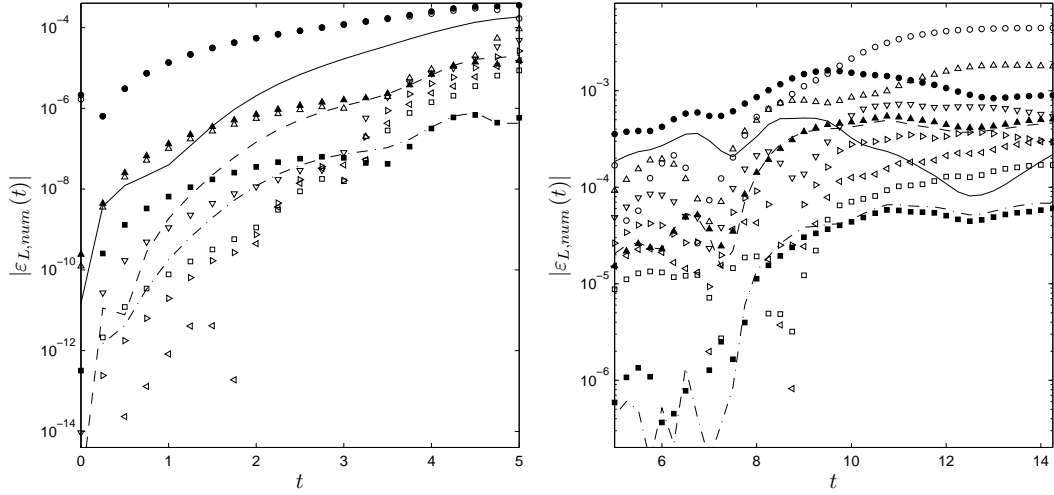 10^{-4}
10^{-6}
10^{-8}
10^{-10}
10^{-12}
10^{-14}
|ε_{L,num}(t)|
0 1 2 3 4 5
t
10^{-3}
10^{-4}
10^{-5}
10^{-6}
|ε_{L,num}(t)|
6 8 10 12 14
t